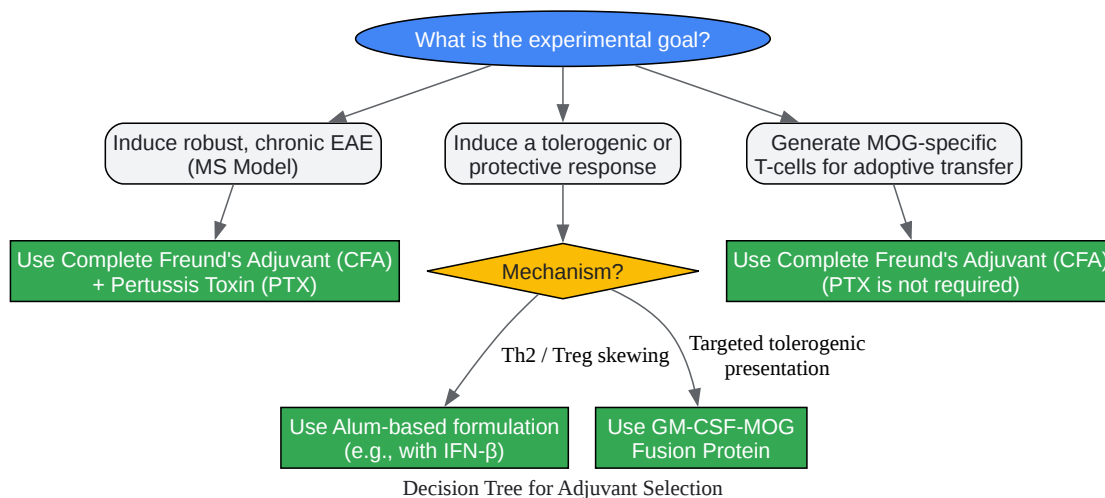 What is the experimental goal?
Induce robust, chronic EAE
(MS Model)
Induce a tolerogenic or
protective response
Generate MOG-specific
T-cells for adoptive transfer
Use Complete Freund's Adjuvant (CFA)
+ Pertussis Toxin (PTX)
Mechanism?
Use Complete Freund's Adjuvant (CFA)
(PTX is not required)
Th2 / Treg skewing
Targeted tolerogenic
presentation
Use Alum-based formulation
(e.g., with IFN-β)
Use GM-CSF-MOG
Fusion Protein
Decision Tree for Adjuvant Selection